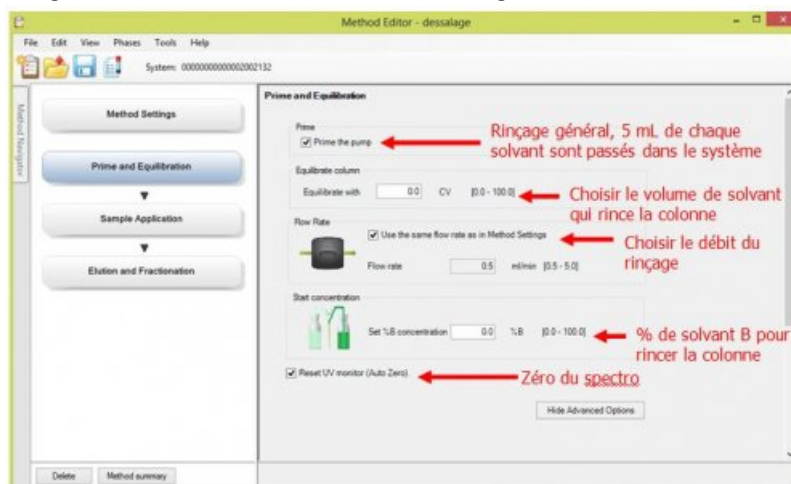 Method Editor - dessalage
File Edit View Phases Tools Help
System: 0000000000002002132
Method Navigator
Method Settings
Prime and Equilibration
Sample Application
Elution and Fractionation
Prime and Equilibration
Prime
Prime the pump
Rinçage général, 5 mL de chaque
solvant sont passés dans le système
Equilibrate column
Equilibrate with 0.0 CV [0.0 - 100.0]
Choisir le volume de solvant
qui rince la colonne
Flow Rate
Use the same flow rate as in Method Settings
Flow rate 0.5 ml/min [0.5 - 5.0]
Choisir le débit du
rinçage
Start concentration
Set %B concentration 0.0 %B [0.0 - 100.0]
% de solvant B pour
rincer la colonne
Reset UV monitor (Auto Zero)
Zéro du spectro
Hide Advanced Options
Delete Method summary